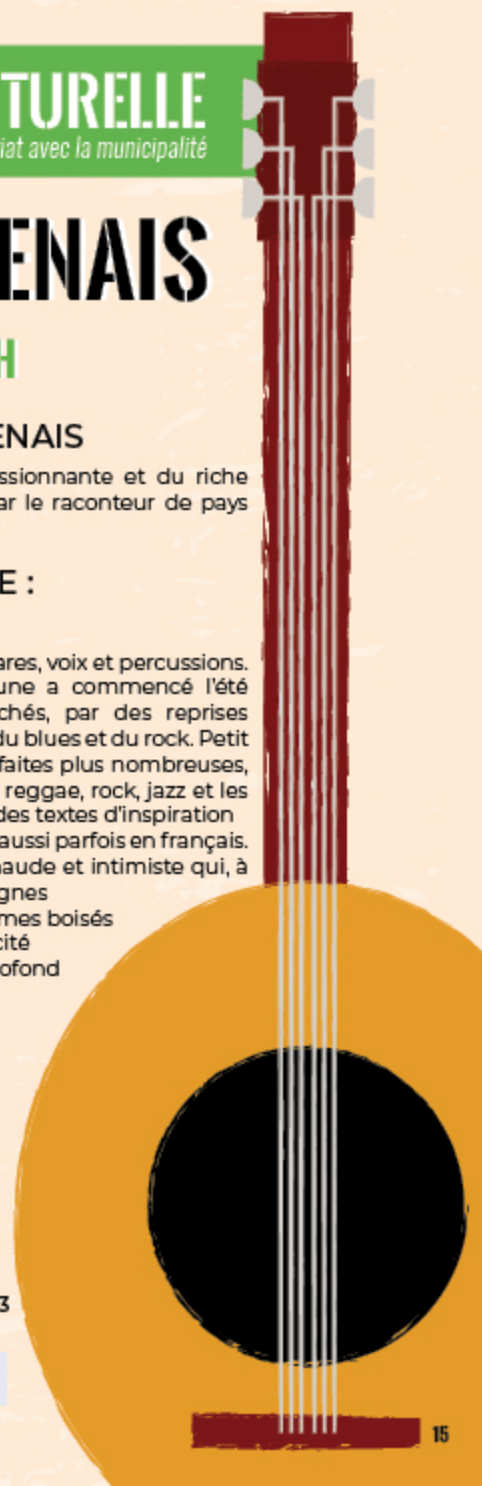 TURELLE
iat avec la municipalité
ENAIS
H
ENAIS
ssionnante et du riche
ar le raconteur de pays
E :
ares, voix et percussions.
une a commencé l'été
chés, par des reprises
du blues et du rock. Petit
faites plus nombreuses,
reggae, rock, jazz et les
des textes d'inspiration
aussi parfois en français.
naude et intimiste qui, à
gnes
mes boisés
cité
ofond
3
15